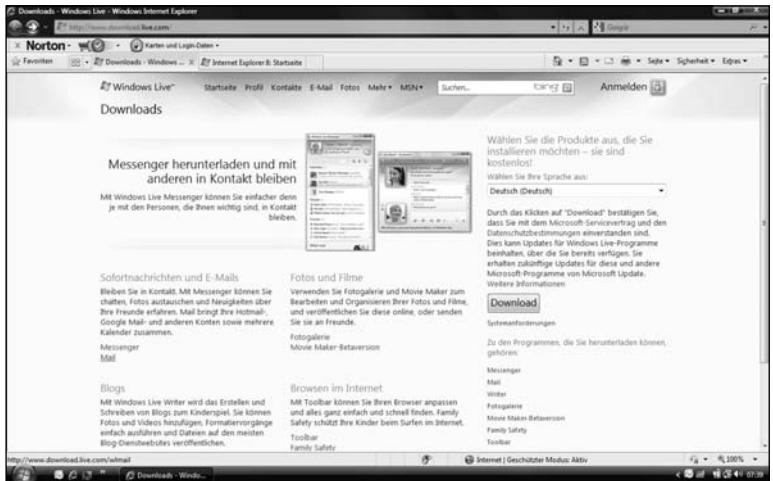 Downloads - Windows Live - Windows Internet Explorer
http://www.download.live.com/
Google
Norton
Karten und Login-Daten
Favoriten
Downloads - Windows ...
Internet Explorer 8: Startseite
Seite
Sicherheit
Extras
Windows Live™
Startseite Profil Kontakte E-Mail Fotos Mehr MSN
Suchen...
bing
Anmelden
Downloads
Messenger herunterladen und mit
anderen in Kontakt bleiben
Mit Windows Live Messenger können Sie einfacher denn
je mit den Personen, die Ihnen wichtig sind, in Kontakt
bleiben.
Sofortnachrichten und E-Mails
Bleiben Sie in Kontakt. Mit Messenger können Sie
chatten, Fotos austauschen und Neuigkeiten über
Ihre Freunde erfahren. Mail bringt Ihre Hotmail-,
Google Mail- und anderen Konten sowie mehrere
Kalender zusammen.
Messenger
Mail
Fotos und Filme
Verwenden Sie Fotogalerie und Movie Maker zum
Bearbeiten und Organisieren Ihrer Fotos und Filme,
und veröffentlichen Sie diese online, oder senden
Sie sie an Freunde.
Fotogalerie
Movie Maker-Betaversion
Blogs
Mit Windows Live Writer wird das Erstellen und
Schreiben von Blogs zum Kinderspiel. Sie können
Fotos und Videos hinzufügen, Formatiervorgänge
einfach ausführen und Dateien auf den meisten
Blog-Dienstwebsites veröffentlichen.
Browsen im Internet
Mit Toolbar können Sie Ihren Browser anpassen
und alles ganz einfach und schnell finden. Family
Safety schützt Ihre Kinder beim Surfen im Internet.
Toolbar
Family Safety
Wählen Sie die Produkte aus, die Sie
installieren möchten – sie sind
kostenlos!
Wählen Sie Ihre Sprache aus:
Deutsch (Deutsch)
Durch das Klicken auf "Download" bestätigen Sie,
dass Sie mit dem Microsoft-Servicevertrag und den
Datenschutzbestimmungen einverstanden sind.
Dies kann Updates für Windows Live-Programme
beinhalten, über die Sie bereits verfügen. Sie
erhalten zukünftige Updates für diese und andere
Microsoft-Programme von Microsoft Update.
Weitere Informationen
Download
Systemanforderungen
Zu den Programmen, die Sie herunterladen können,
gehören:
Messenger
Mail
Writer
Fotogalerie
Movie Maker-Betaversion
Family Safety
Toolbar
http://www.download.live.com/wlmail
Internet | Geschützter Modus: Aktiv
100%
Downloads - Windo...
07:39